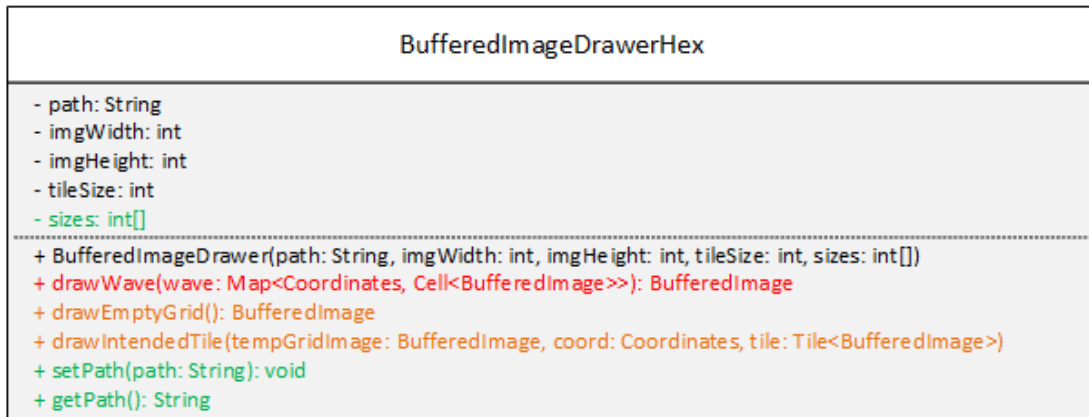 BufferedImageDrawerHex
- path: String
- imgWidth: int
- imgHeight: int
- tileSize: int
- sizes: int[]
+ BufferedImageDrawer(path: String, imgWidth: int, imgHeight: int, tileSize: int, sizes: int[])
+ drawWave(wave: Map<Coordinates, Cell<BufferedImage>>): BufferedImage
+ drawEmptyGrid(): BufferedImage
+ drawIntendedTile(tempGridImage: BufferedImage, coord: Coordinates, tile: Tile<BufferedImage>)
+ setPath(path: String): void
+ getPath(): String